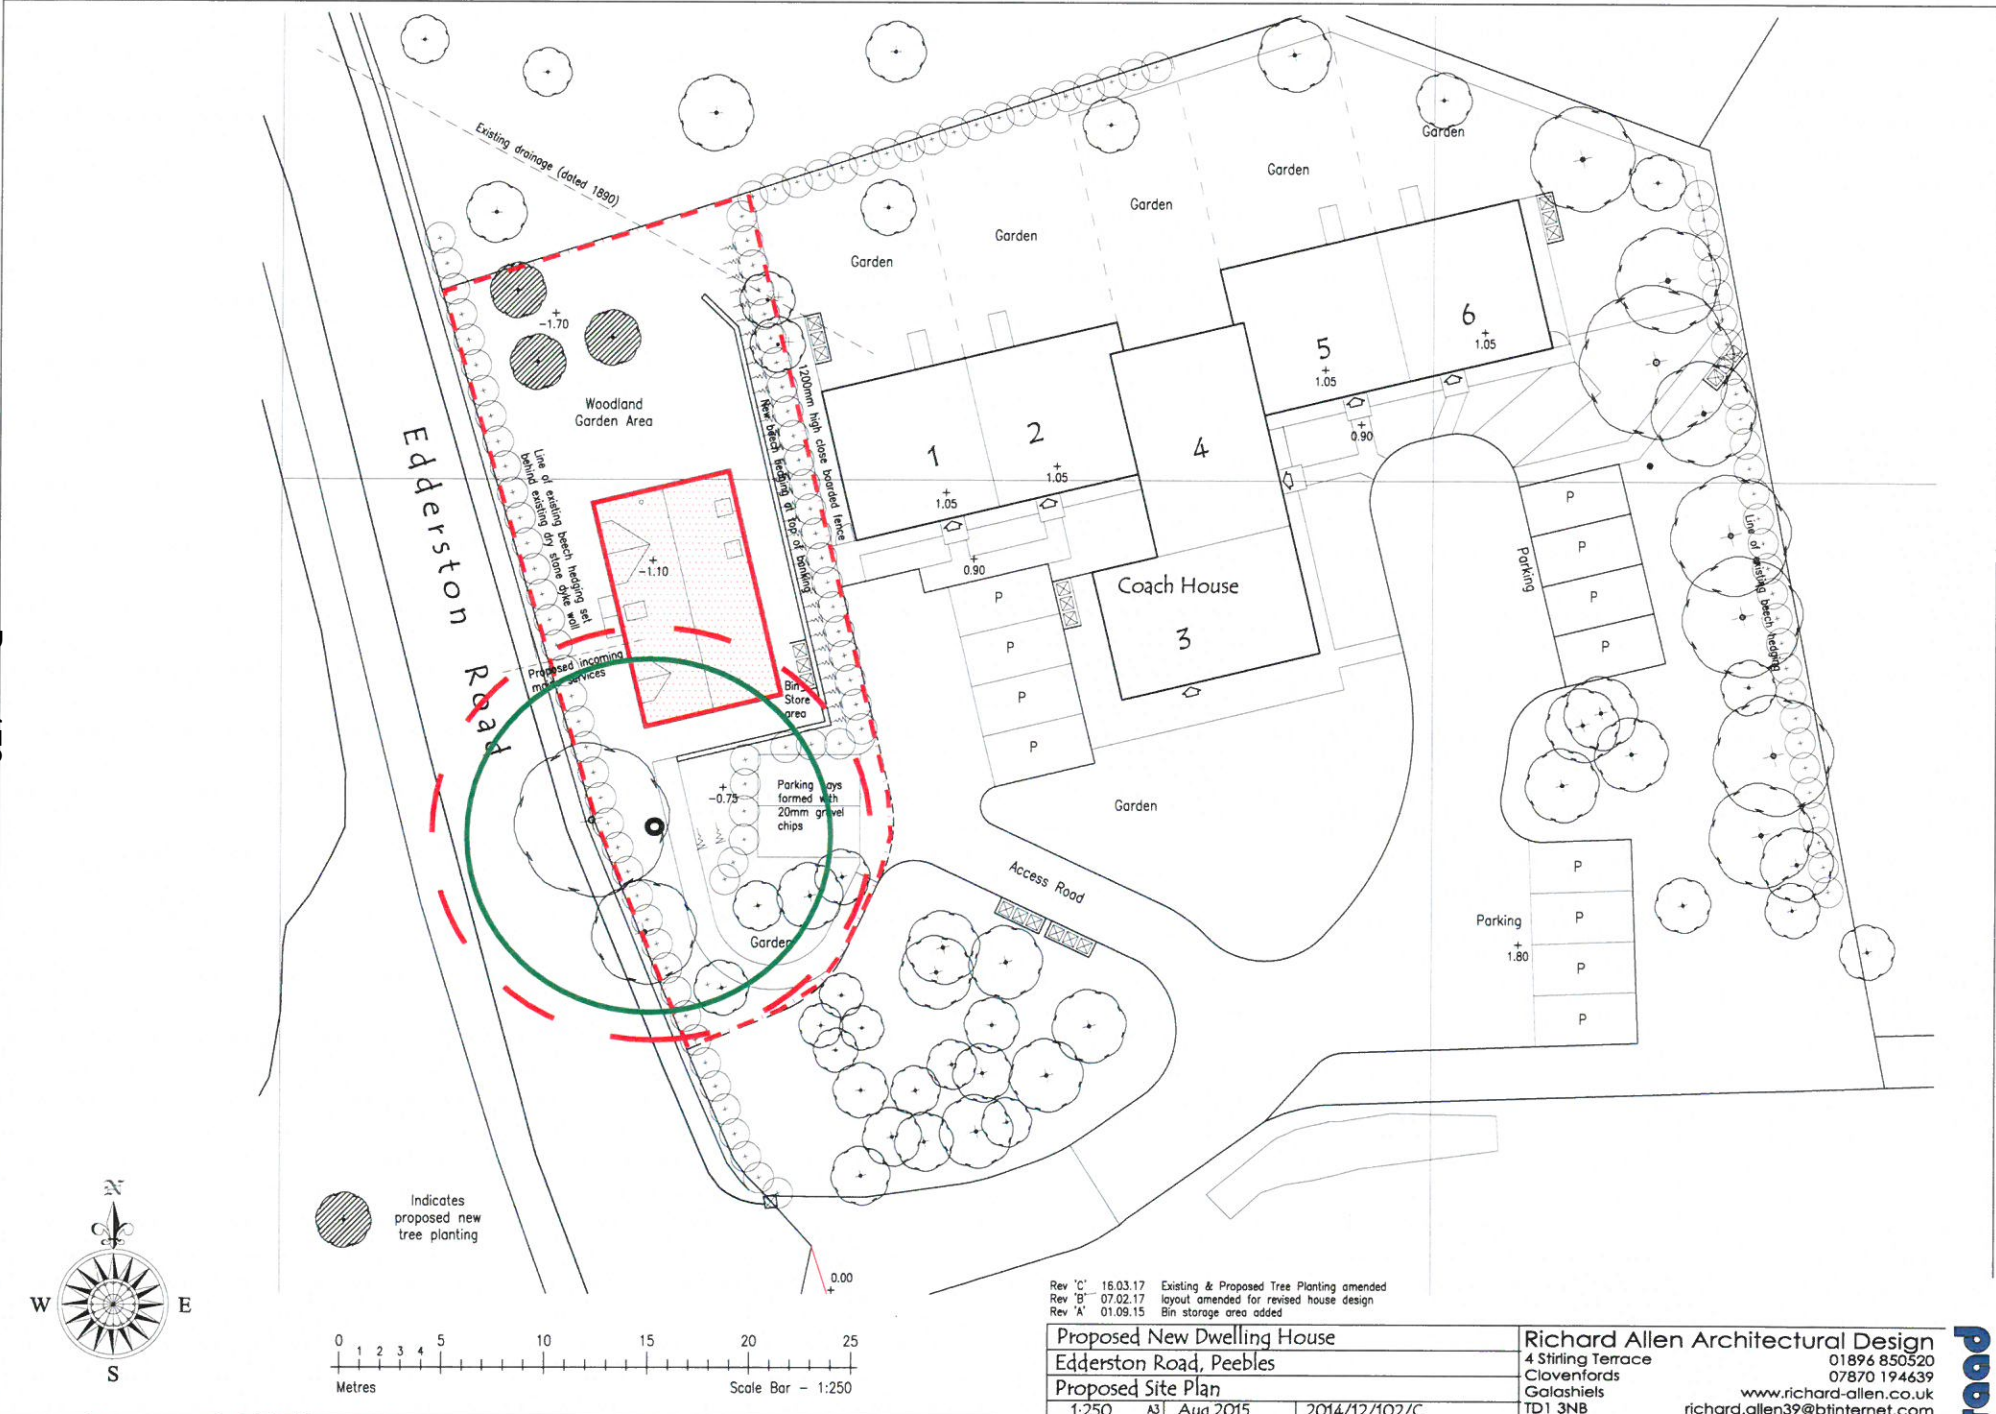 Existing drainage (dated 1890)
Garden
Garden
Garden
Garden
Garden
-1.70
Woodland
Garden Area
Edderston Road
Line of existing beech hedging set
behind existing dry stone dyke wall
1200mm high close boarded fence
New beech hedging at top of banking
-1.10
1
1.05
2
1.05
4
5
1.05
6
1.05
0.90
0.90
Coach House
3
P
P
P
P
P
P
P
P
Parking
Line of existing beech hedging
Proposed incoming
Bin
Store
area
-0.75
Parking bays
formed with
20mm gravel
chips
Garden
Garden
Access Road
Parking
1.80
P
P
P
P
Indicates
proposed new
tree planting
0.00
N
W
E
S
0 1 2 3 4 5 10 15 20 25
Metres
Scale Bar - 1:250
Rev 'C' 16.03.17 Existing & Proposed Tree Planting amended
Rev 'B' 07.02.17 layout amended for revised house design
Rev 'A' 01.09.15 Bin storage area added
Proposed New Dwelling House
Edderston Road, Peebles
Proposed Site Plan
1:250 A3 Aug 2015 2014/12/102/C
Richard Allen Architectural Design
4 Stirling Terrace 01896 850520
Clovenfords 07870 194639
Galashiels www.richard-allen.co.uk
TD1 3NB richard.allen39@btinternet.com